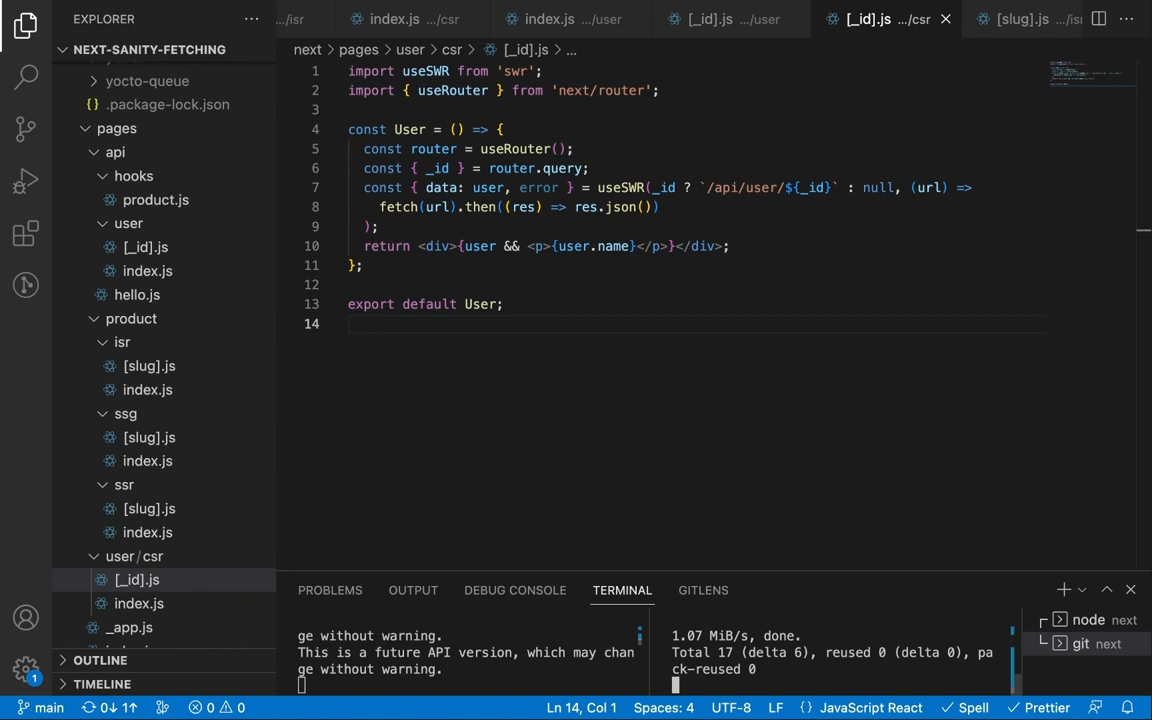 EXPLORER
NEXT-SANITY-FETCHING
yocto-queue
{} .package-lock.json
pages
api
hooks
product.js
user
[_id].js
index.js
hello.js
product
isr
[slug].js
index.js
ssg
[slug].js
index.js
ssr
[slug].js
index.js
user/csr
[_id].js
index.js
_app.js
OUTLINE
TIMELINE
.../isr
index.js .../csr
index.js .../user
[_id].js .../user
[_id].js .../csr
[slug].js .../isr
next > pages > user > csr > [_id].js > ...
1 import useSWR from 'swr';
2 import { useRouter } from 'next/router';
3
4 const User = () => {
5 const router = useRouter();
6 const { _id } = router.query;
7 const { data: user, error } = useSWR(_id ? `/api/user/${_id}` : null, (url) =>
8 fetch(url).then((res) => res.json())
9 );
10 return <div>{user && <p>{user.name}</p>}</div>;
11 };
12
13 export default User;
14
PROBLEMS OUTPUT DEBUG CONSOLE TERMINAL GITLENS
ge without warning.
This is a future API version, which may chan
ge without warning.
1.07 MiB/s, done.
Total 17 (delta 6), reused 0 (delta 0), pa
ck-reused 0
node next
git next
1
main 0↓ 1↑ 0 0 Ln 14, Col 1 Spaces: 4 UTF-8 LF {} JavaScript React Spell Prettier